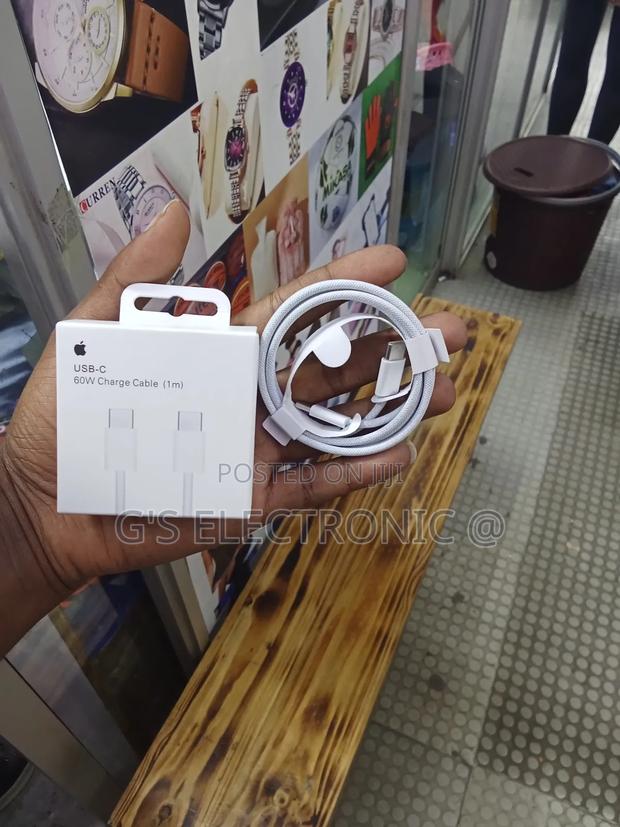 CURREN
USB-C
60W Charge Cable (1m)
POSTED ON JIJI
G'S ELECTRONIC @